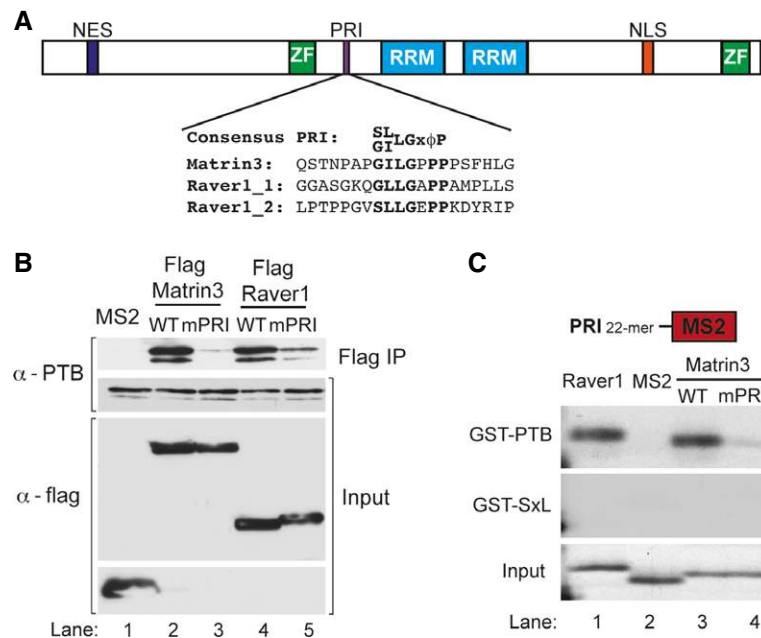 A
NES PRI NLS
ZF RRM RRM ZF
Consensus PRI: SL
GI LGxϕP
Matrin3: QSTNPAPGILGPPPPSFHLG
Raver1_1: GGASGKQGLLGAPPAMPLLS
Raver1_2: LPTPPGVSLLGEPPKDYRIP
B
Flag Flag
Matrin3 Raver1
MS2 WT mPRI WT mPRI
α - PTB
Flag IP
α - flag
Input
Lane: 1 2 3 4 5
C
PRI 22-mer MS2
Raver1 MS2 Matrin3
WT mPR
GST-PTB
GST-SxL
Input
Lane: 1 2 3 4